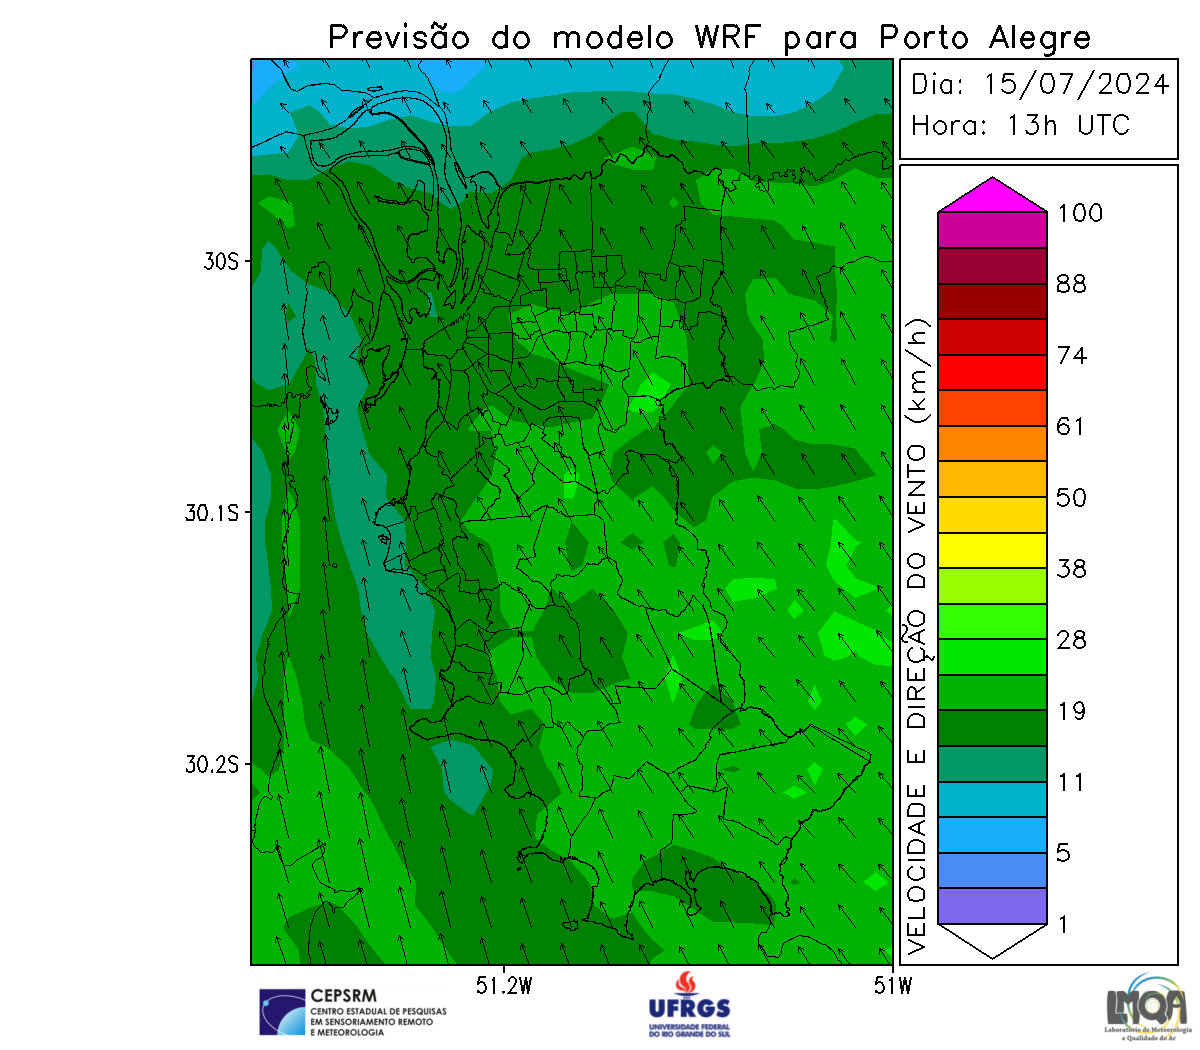 Previsão do modelo WRF para Porto Alegre
Dia: 15/07/2024
Hora: 13h UTC
30S
30.1S
30.2S
51.2W
51W
VELOCIDADE E DIREÇÃO DO VENTO (km/h)
100
88
74
61
50
38
28
19
11
5
1
CEPSRM
CENTRO ESTADUAL DE PESQUISAS
EM SENSORIAMENTO REMOTO
E METEOROLOGIA
UFRGS
UNIVERSIDADE FEDERAL
DO RIO GRANDE DO SUL
LMQA
Laboratório de Meteorologia
e Qualidade do Ar